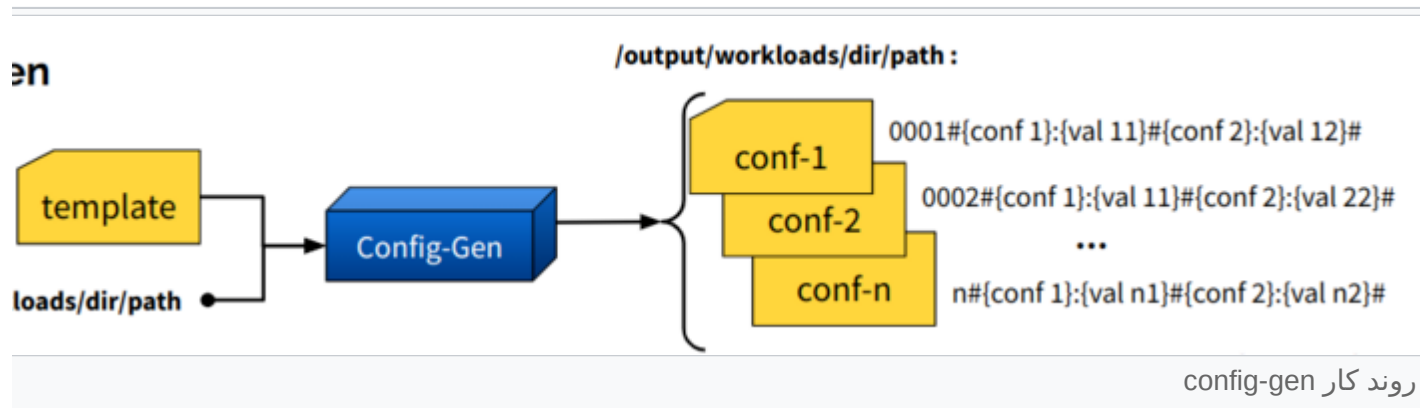 en
/output/workloads/dir/path :
template
loads/dir/path
Config-Gen
conf-1
0001#{conf 1}:{val 11}#{conf 2}:{val 12}#
conf-2
0002#{conf 1}:{val 11}#{conf 2}:{val 22}#
...
conf-n
n#{conf 1}:{val n1}#{conf 2}:{val n2}#
روند کار config-gen